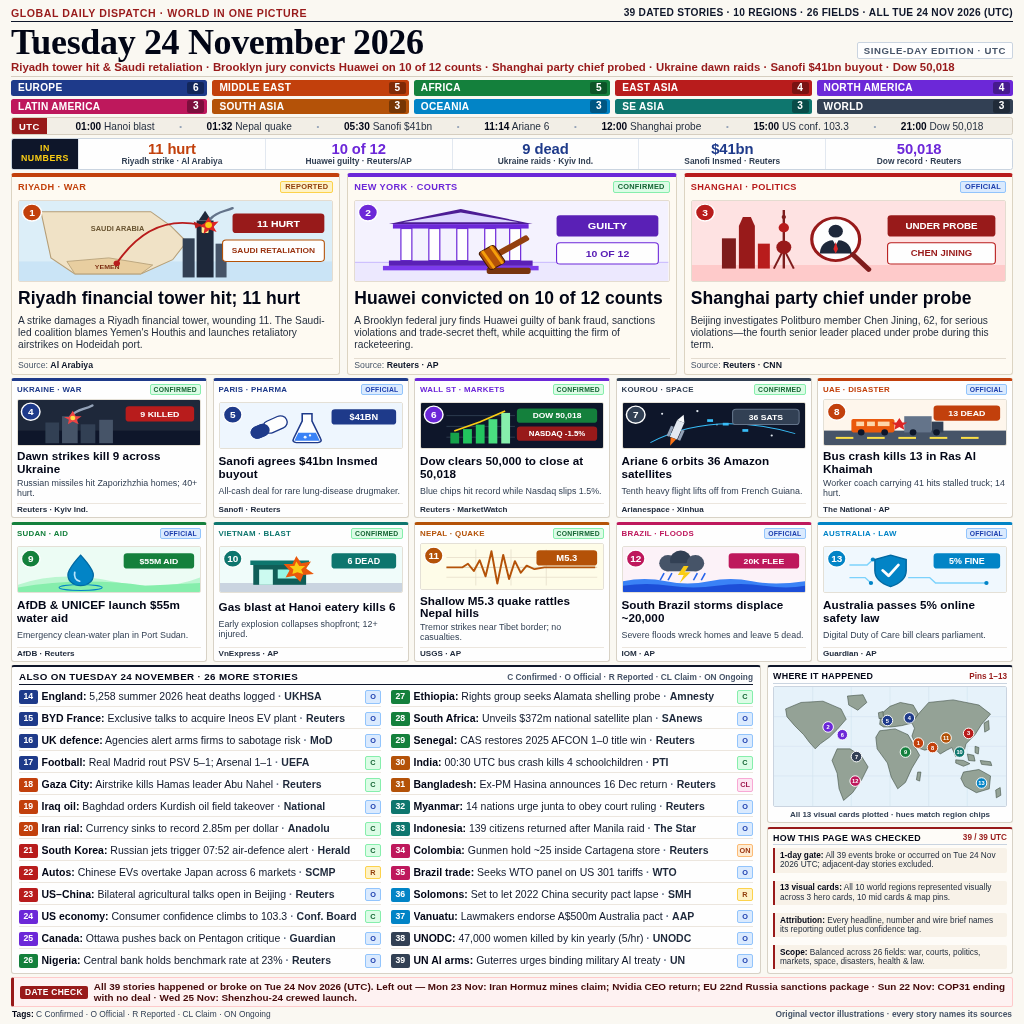 GLOBAL DAILY DISPATCH · WORLD IN ONE PICTURE
39 DATED STORIES · 10 REGIONS · 26 FIELDS · ALL TUE 24 NOV 2026 (UTC)
Tuesday 24 November 2026
SINGLE-DAY EDITION · UTC
Riyadh tower hit & Saudi retaliation · Brooklyn jury convicts Huawei on 10 of 12 counts · Shanghai party chief probed · Ukraine dawn raids · Sanofi $41bn buyout · Dow 50,018
EUROPE 6
MIDDLE EAST 5
AFRICA 5
EAST ASIA 4
NORTH AMERICA 4
LATIN AMERICA 3
SOUTH ASIA 3
OCEANIA 3
SE ASIA 3
WORLD 3
UTC
01:00 Hanoi blast · 01:32 Nepal quake · 05:30 Sanofi $41bn · 11:14 Ariane 6 · 12:00 Shanghai probe · 15:00 US conf. 103.3 · 21:00 Dow 50,018
IN
NUMBERS
11 hurt
Riyadh strike · Al Arabiya
10 of 12
Huawei guilty · Reuters/AP
9 dead
Ukraine raids · Kyiv Ind.
$41bn
Sanofi Insmed · Reuters
50,018
Dow record · Reuters
RIYADH · WAR
REPORTED
1
SAUDI ARABIA
YEMEN
11 HURT
SAUDI RETALIATION
Riyadh financial tower hit; 11 hurt
A strike damages a Riyadh financial tower, wounding 11. The Saudi-
led coalition blames Yemen's Houthis and launches retaliatory
airstrikes on Hodeidah port.
Source: Al Arabiya
NEW YORK · COURTS
CONFIRMED
2
GUILTY
10 OF 12
Huawei convicted on 10 of 12 counts
A Brooklyn federal jury finds Huawei guilty of bank fraud, sanctions
violations and trade-secret theft, while acquitting the firm of
racketeering.
Source: Reuters · AP
SHANGHAI · POLITICS
OFFICIAL
3
UNDER PROBE
CHEN JINING
Shanghai party chief under probe
Beijing investigates Politburo member Chen Jining, 62, for serious
violations—the fourth senior leader placed under probe during this
term.
Source: Reuters · CNN
UKRAINE · WAR
CONFIRMED
4
9 KILLED
Dawn strikes kill 9 across
Ukraine
Russian missiles hit Zaporizhzhia homes; 40+
hurt.
Reuters · Kyiv Ind.
PARIS · PHARMA
OFFICIAL
5
$41BN
Sanofi agrees $41bn Insmed
buyout
All-cash deal for rare lung-disease drugmaker.
Sanofi · Reuters
WALL ST · MARKETS
CONFIRMED
6
DOW 50,018
NASDAQ -1.5%
Dow clears 50,000 to close at
50,018
Blue chips hit record while Nasdaq slips 1.5%.
Reuters · MarketWatch
KOUROU · SPACE
CONFIRMED
7
36 SATS
Ariane 6 orbits 36 Amazon
satellites
Tenth heavy flight lifts off from French Guiana.
Arianespace · Xinhua
UAE · DISASTER
OFFICIAL
8
13 DEAD
Bus crash kills 13 in Ras Al
Khaimah
Worker coach carrying 41 hits stalled truck; 14
hurt.
The National · AP
SUDAN · AID
OFFICIAL
9
$55M AID
AfDB & UNICEF launch $55m
water aid
Emergency clean-water plan in Port Sudan.
AfDB · Reuters
VIETNAM · BLAST
CONFIRMED
10
6 DEAD
Gas blast at Hanoi eatery kills 6
Early explosion collapses shopfront; 12+
injured.
VnExpress · AP
NEPAL · QUAKE
CONFIRMED
11
M5.3
Shallow M5.3 quake rattles
Nepal hills
Tremor strikes near Tibet border; no
casualties.
USGS · AP
BRAZIL · FLOODS
CONFIRMED
12
20K FLEE
South Brazil storms displace
~20,000
Severe floods wreck homes and leave 5 dead.
IOM · AP
AUSTRALIA · LAW
OFFICIAL
13
5% FINE
Australia passes 5% online
safety law
Digital Duty of Care bill clears parliament.
Guardian · AP
ALSO ON TUESDAY 24 NOVEMBER · 26 MORE STORIES
C Confirmed · O Official · R Reported · CL Claim · ON Ongoing
14 England: 5,258 summer 2026 heat deaths logged · UKHSA O
15 BYD France: Exclusive talks to acquire Ineos EV plant · Reuters O
16 UK defence: Agencies alert arms firms to sabotage risk · MoD O
17 Football: Real Madrid rout PSV 5–1; Arsenal 1–1 · UEFA C
18 Gaza City: Airstrike kills Hamas leader Abu Nahel · Reuters C
19 Iraq oil: Baghdad orders Kurdish oil field takeover · National O
20 Iran rial: Currency sinks to record 2.85m per dollar · Anadolu C
21 South Korea: Russian jets trigger 07:52 air-defence alert · Herald C
22 Autos: Chinese EVs overtake Japan across 6 markets · SCMP R
23 US–China: Bilateral agricultural talks open in Beijing · Reuters O
24 US economy: Consumer confidence climbs to 103.3 · Conf. Board C
25 Canada: Ottawa pushes back on Pentagon critique · Guardian O
26 Nigeria: Central bank holds benchmark rate at 23% · Reuters O
27 Ethiopia: Rights group seeks Alamata shelling probe · Amnesty C
28 South Africa: Unveils $372m national satellite plan · SAnews O
29 Senegal: CAS restores 2025 AFCON 1–0 title win · Reuters O
30 India: 00:30 UTC bus crash kills 4 schoolchildren · PTI C
31 Bangladesh: Ex-PM Hasina announces 16 Dec return · Reuters CL
32 Myanmar: 14 nations urge junta to obey court ruling · Reuters O
33 Indonesia: 139 citizens returned after Manila raid · The Star O
34 Colombia: Gunmen hold ~25 inside Cartagena store · Reuters ON
35 Brazil trade: Seeks WTO panel on US 301 tariffs · WTO O
36 Solomons: Set to let 2022 China security pact lapse · SMH R
37 Vanuatu: Lawmakers endorse A$500m Australia pact · AAP O
38 UNODC: 47,000 women killed by kin yearly (5/hr) · UNODC O
39 UN AI arms: Guterres urges binding military AI treaty · UN O
WHERE IT HAPPENED
Pins 1–13
2
6
5
4
1
8
11
3
10
9
7
12
13
All 13 visual cards plotted · hues match region chips
HOW THIS PAGE WAS CHECKED
39 / 39 UTC
1-day gate: All 39 events broke or occurred on Tue 24 Nov
2026 UTC; adjacent-day stories excluded.
13 visual cards: All 10 world regions represented visually
across 3 hero cards, 10 mid cards & map pins.
Attribution: Every headline, number and wire brief names
its reporting outlet plus confidence tag.
Scope: Balanced across 26 fields: war, courts, politics,
markets, space, disasters, health & law.
DATE CHECK
All 39 stories happened or broke on Tue 24 Nov 2026 (UTC). Left out — Mon 23 Nov: Iran Hormuz mines claim; Nvidia CEO return; EU 22nd Russia sanctions package · Sun 22 Nov: COP31 ending
with no deal · Wed 25 Nov: Shenzhou-24 crewed launch.
Tags: C Confirmed · O Official · R Reported · CL Claim · ON Ongoing
Original vector illustrations · every story names its sources